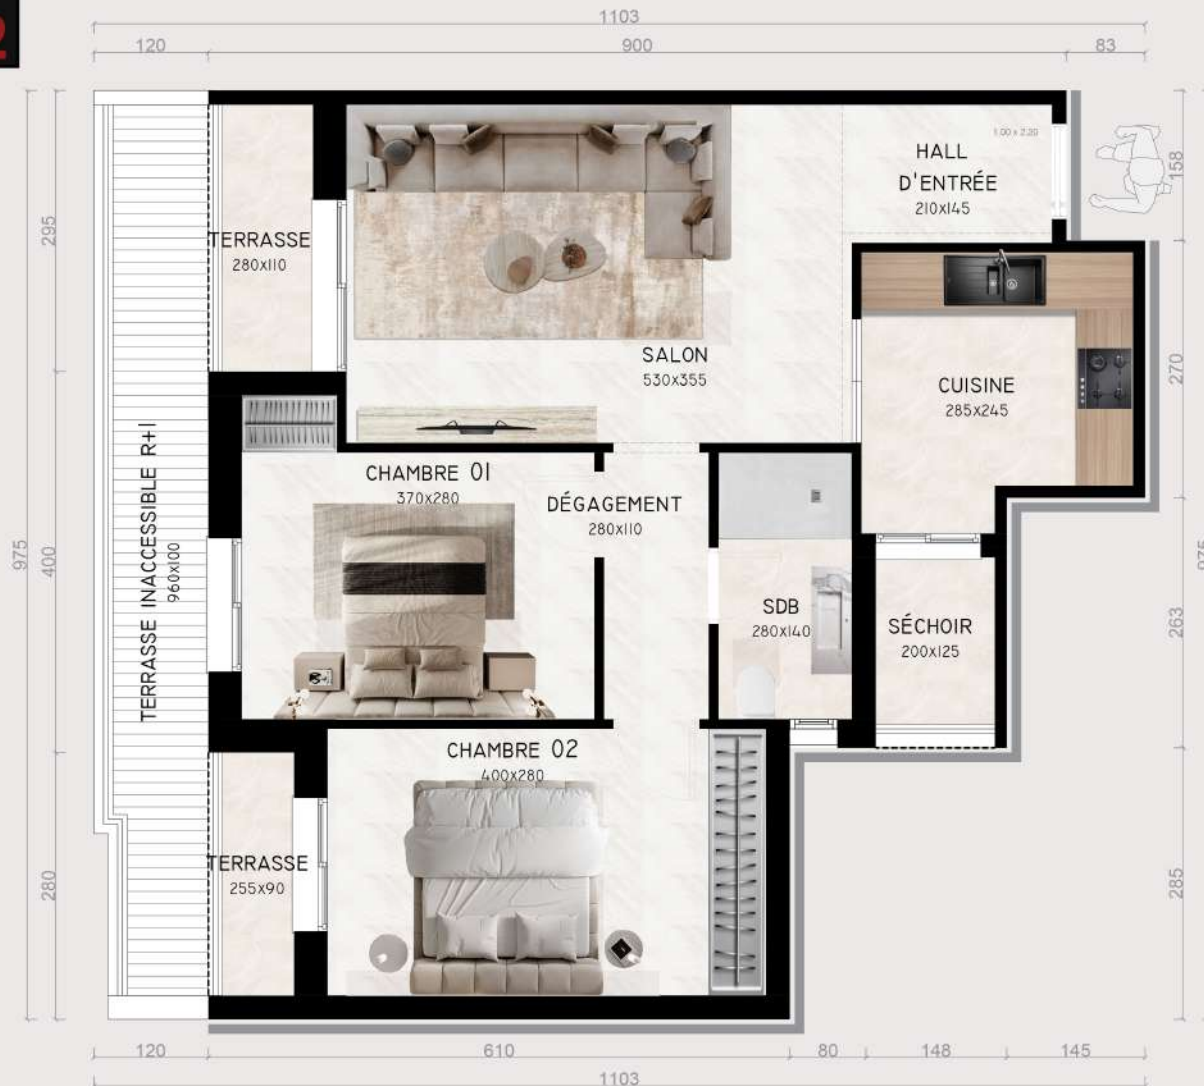 2
1103
120
900
83
HALL
D'ENTRÉE
210x145
1.00 x 2.20
158
295
TERRASSE
280x110
SALON
530x355
CUISINE
285x245
270
CHAMBRE 01
370x280
DÉGAGEMENT
280x110
TERRASSE INACCESSIBLE R+1
960x100
975
400
SDB
280x140
SÉCHOIR
200x125
263
CHAMBRE 02
400x280
TERRASSE
255x90
280
285
120
610
80
148
145
1103